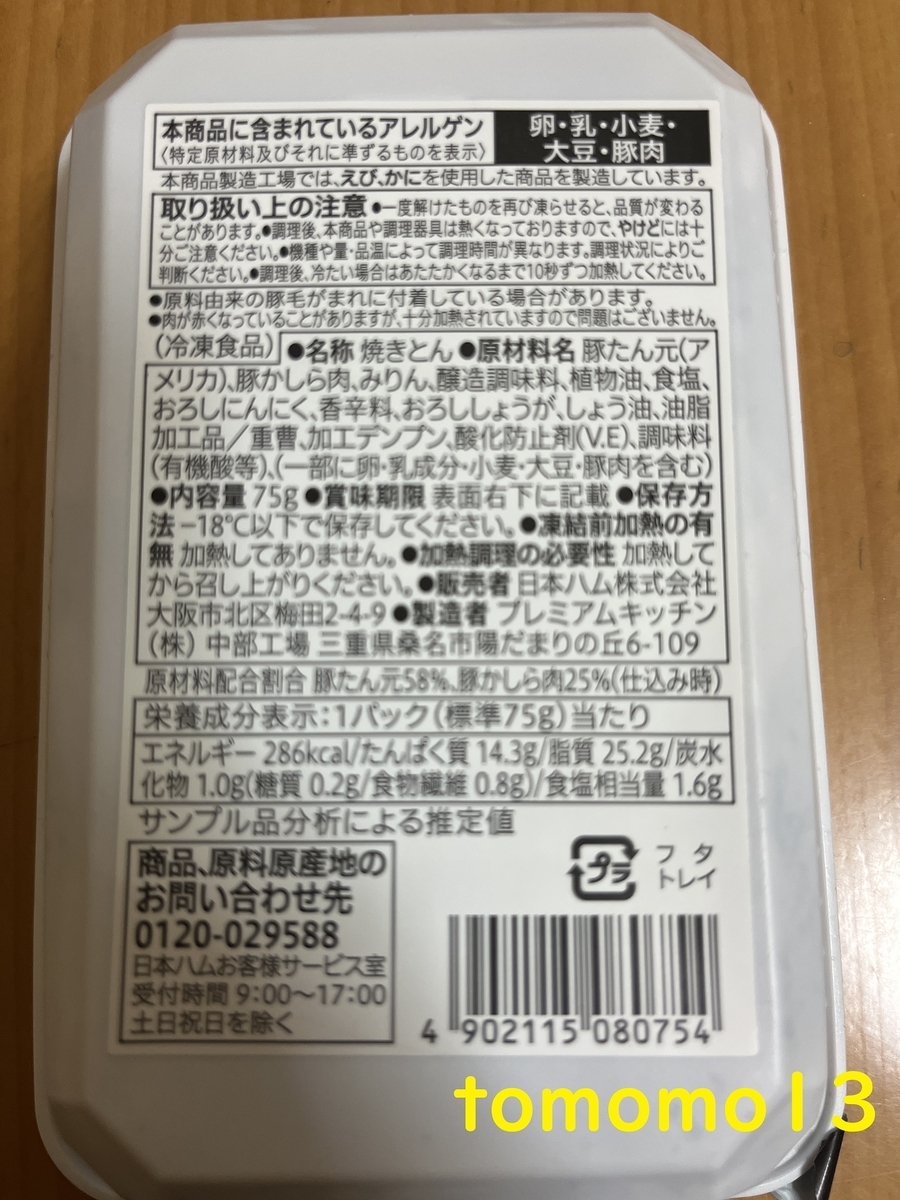 本商品に含まれているアレルゲン
〈特定原材料及びそれに準ずるものを表示〉
卵・乳・小麦・
大豆・豚肉
本商品製造工場では、えび、かにを使用した商品を製造しています。
取り扱い上の注意 ●一度解けたものを再び凍らせると、品質が変わる
ことがあります。●調理後、本商品や調理器具は熱くなっておりますので、やけどには十
分ご注意ください。●機種や量・品温によって調理時間が異なります。調理状況によりご
判断ください。●調理後、冷たい場合はあたたかくなるまで10秒ずつ加熱してください。
●原料由来の豚毛がまれに付着している場合があります。
●肉が赤くなっていることがありますが、十分加熱されていますので問題はございません。
(冷凍食品) ●名称 焼きとん ●原材料名 豚たん元(ア
メリカ)、豚かしら肉、みりん、醸造調味料、植物油、食塩、
おろしにんにく、香辛料、おろししょうが、しょう油、油脂
加工品/重曹、加工デンプン、酸化防止剤(V.E)、調味料
(有機酸等)、(一部に卵・乳成分・小麦・大豆・豚肉を含む)
●内容量 75g ●賞味期限 表面右下に記載 ●保存方
法 −18℃以下で保存してください。●凍結前加熱の有
無 加熱してありません。●加熱調理の必要性 加熱して
から召し上がりください。●販売者 日本ハム株式会社
大阪市北区梅田2-4-9 ●製造者 プレミアムキッチン
(株) 中部工場 三重県桑名市陽だまりの丘6-109
原材料配合割合 豚たん元58%、豚かしら肉25%(仕込み時)
栄養成分表示:1パック(標準75g)当たり
エネルギー 286kcal/たんぱく質 14.3g/脂質 25.2g/炭水
化物 1.0g(糖質 0.2g/食物繊維 0.8g)/食塩相当量 1.6g
サンプル品分析による推定値
商品、原料原産地の
お問い合わせ先
0120-029588
日本ハムお客様サービス室
受付時間 9:00〜17:00
土日祝日を除く
プラ
フタ
トレイ
4 902115 080754
tomomo13